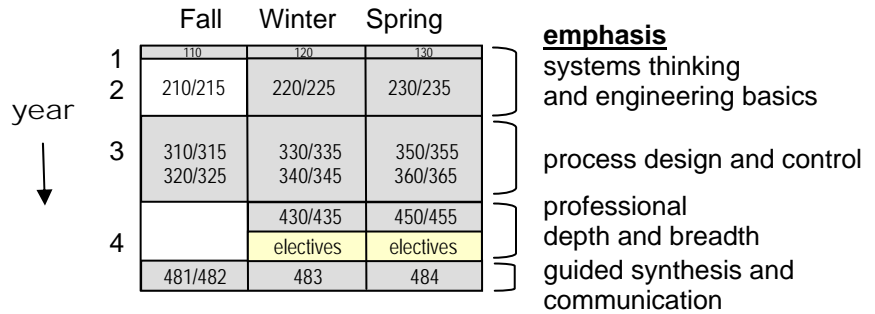 Fall Winter Spring
emphasis
1 110 120 130
systems thinking
2 210/215 220/225 230/235
and engineering basics
year
3 310/315 330/335 350/355
320/325 340/345 360/365
process design and control
430/435 450/455
professional
4 electives electives
depth and breadth
481/482 483 484
guided synthesis and
communication